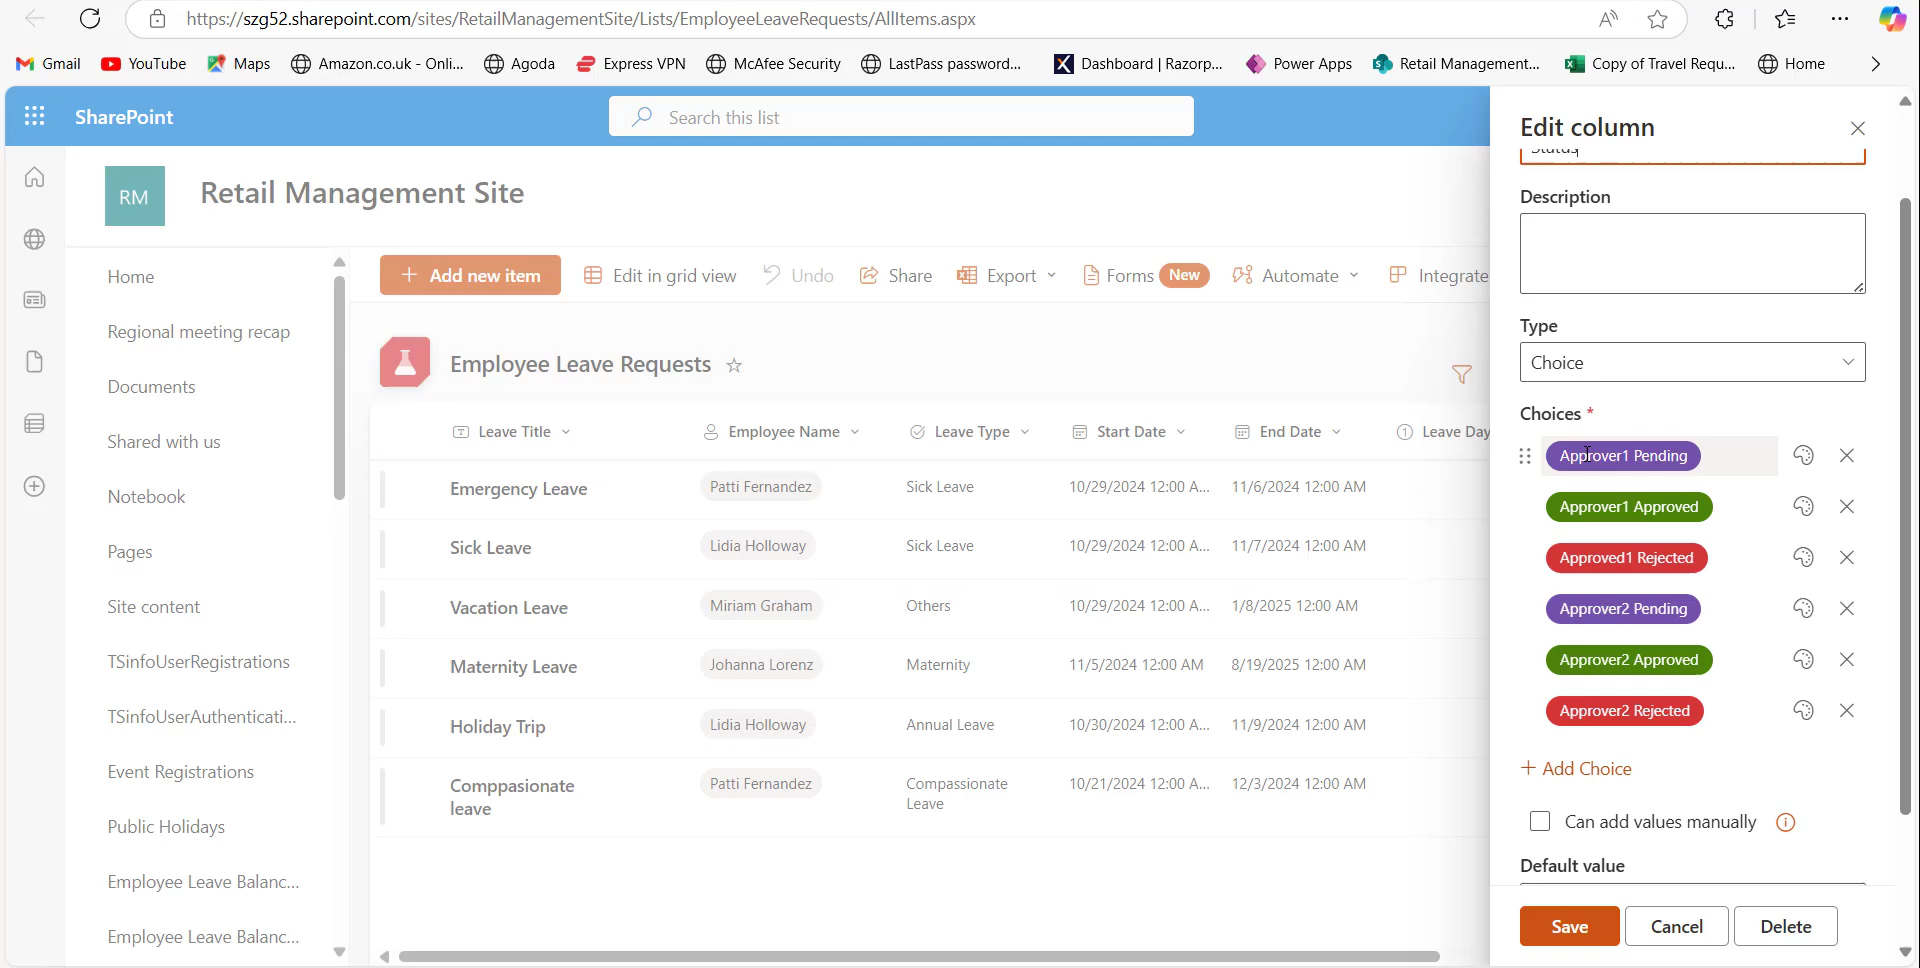 https://szg52.sharepoint.com/sites/RetailManagementSite/Lists/EmployeeLeaveRequests/AllItems.aspx
Gmail YouTube Maps Amazon.co.uk - Onli... Agoda Express VPN McAfee Security LastPass password... Dashboard | Razorp... Power Apps Retail Management... Copy of Travel Requ... Home
SharePoint
Search this list
RM
Retail Management Site
Home
Regional meeting recap
Documents
Shared with us
Notebook
Pages
Site content
TSinfoUserRegistrations
TSinfoUserAuthenticati...
Event Registrations
Public Holidays
Employee Leave Balanc...
Employee Leave Balanc...
+ Add new item Edit in grid view Undo Share Export Forms New Automate Integrate
Employee Leave Requests
Leave Title Employee Name Leave Type Start Date End Date Leave Day
Emergency Leave Patti Fernandez Sick Leave 10/29/2024 12:00 A... 11/6/2024 12:00 AM
Sick Leave Lidia Holloway Sick Leave 10/29/2024 12:00 A... 11/7/2024 12:00 AM
Vacation Leave Miriam Graham Others 10/29/2024 12:00 A... 1/8/2025 12:00 AM
Maternity Leave Johanna Lorenz Maternity 11/5/2024 12:00 AM 8/19/2025 12:00 AM
Holiday Trip Lidia Holloway Annual Leave 10/30/2024 12:00 A... 11/9/2024 12:00 AM
Comppasionate leave Patti Fernandez Compassionate Leave 10/21/2024 12:00 A... 12/3/2024 12:00 AM
Edit column
Status
Description
Type
Choice
Choices *
Approver1 Pending
Approver1 Approved
Approved1 Rejected
Approver2 Pending
Approver2 Approved
Approver2 Rejected
+ Add Choice
Can add values manually
Default value
Save Cancel Delete